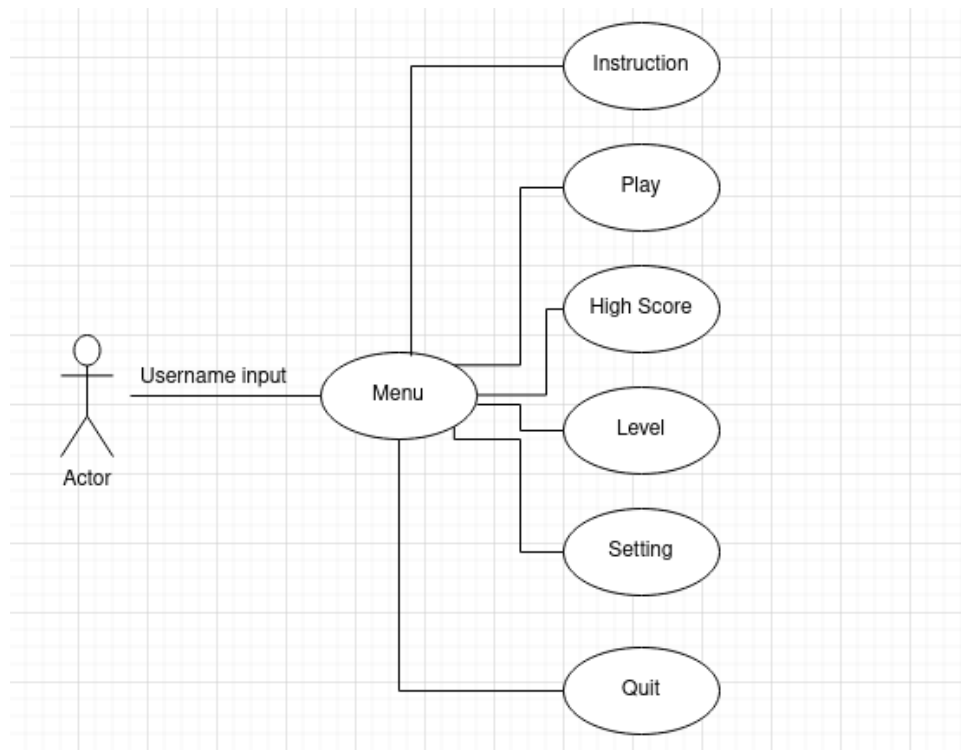 Instruction
Play
High Score
Username input
Menu
Level
Actor
Setting
Quit